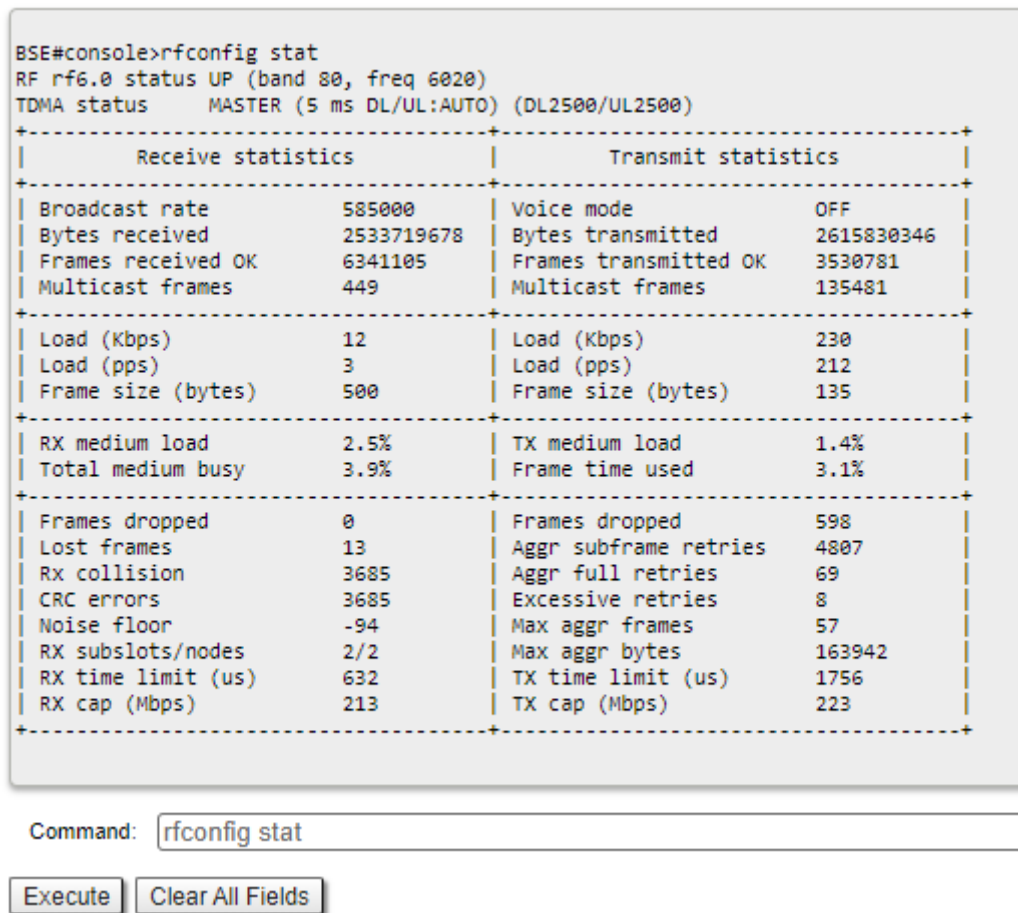 BSE#console>rfconfig stat
RF rf6.0 status UP (band 80, freq 6020)
TDMA status     MASTER (5 ms DL/UL:AUTO) (DL2500/UL2500)
+--------------------------------------+--------------------------------------+
|         Receive statistics           |         Transmit statistics          |
+--------------------------------------+--------------------------------------+
| Broadcast rate           585000      | Voice mode               OFF         |
| Bytes received           2533719678  | Bytes transmitted        2615830346  |
| Frames received OK       6341105     | Frames transmitted OK    3530781     |
| Multicast frames         449         | Multicast frames         135481      |
+--------------------------------------+--------------------------------------+
| Load (Kbps)              12          | Load (Kbps)              230         |
| Load (pps)               3           | Load (pps)               212         |
| Frame size (bytes)       500         | Frame size (bytes)       135         |
+--------------------------------------+--------------------------------------+
| RX medium load           2.5%        | TX medium load           1.4%        |
| Total medium busy        3.9%        | Frame time used          3.1%        |
+--------------------------------------+--------------------------------------+
| Frames dropped           0           | Frames dropped           598         |
| Lost frames              13          | Aggr subframe retries    4807        |
| Rx collision             3685        | Aggr full retries        69          |
| CRC errors               3685        | Excessive retries        8           |
| Noise floor              -94         | Max aggr frames          57          |
| RX subslots/nodes        2/2         | Max aggr bytes           163942      |
| RX time limit (us)       632         | TX time limit (us)       1756        |
| RX cap (Mbps)            213         | TX cap (Mbps)            223         |
+--------------------------------------+--------------------------------------+
Command: rfconfig stat
Execute Clear All Fields